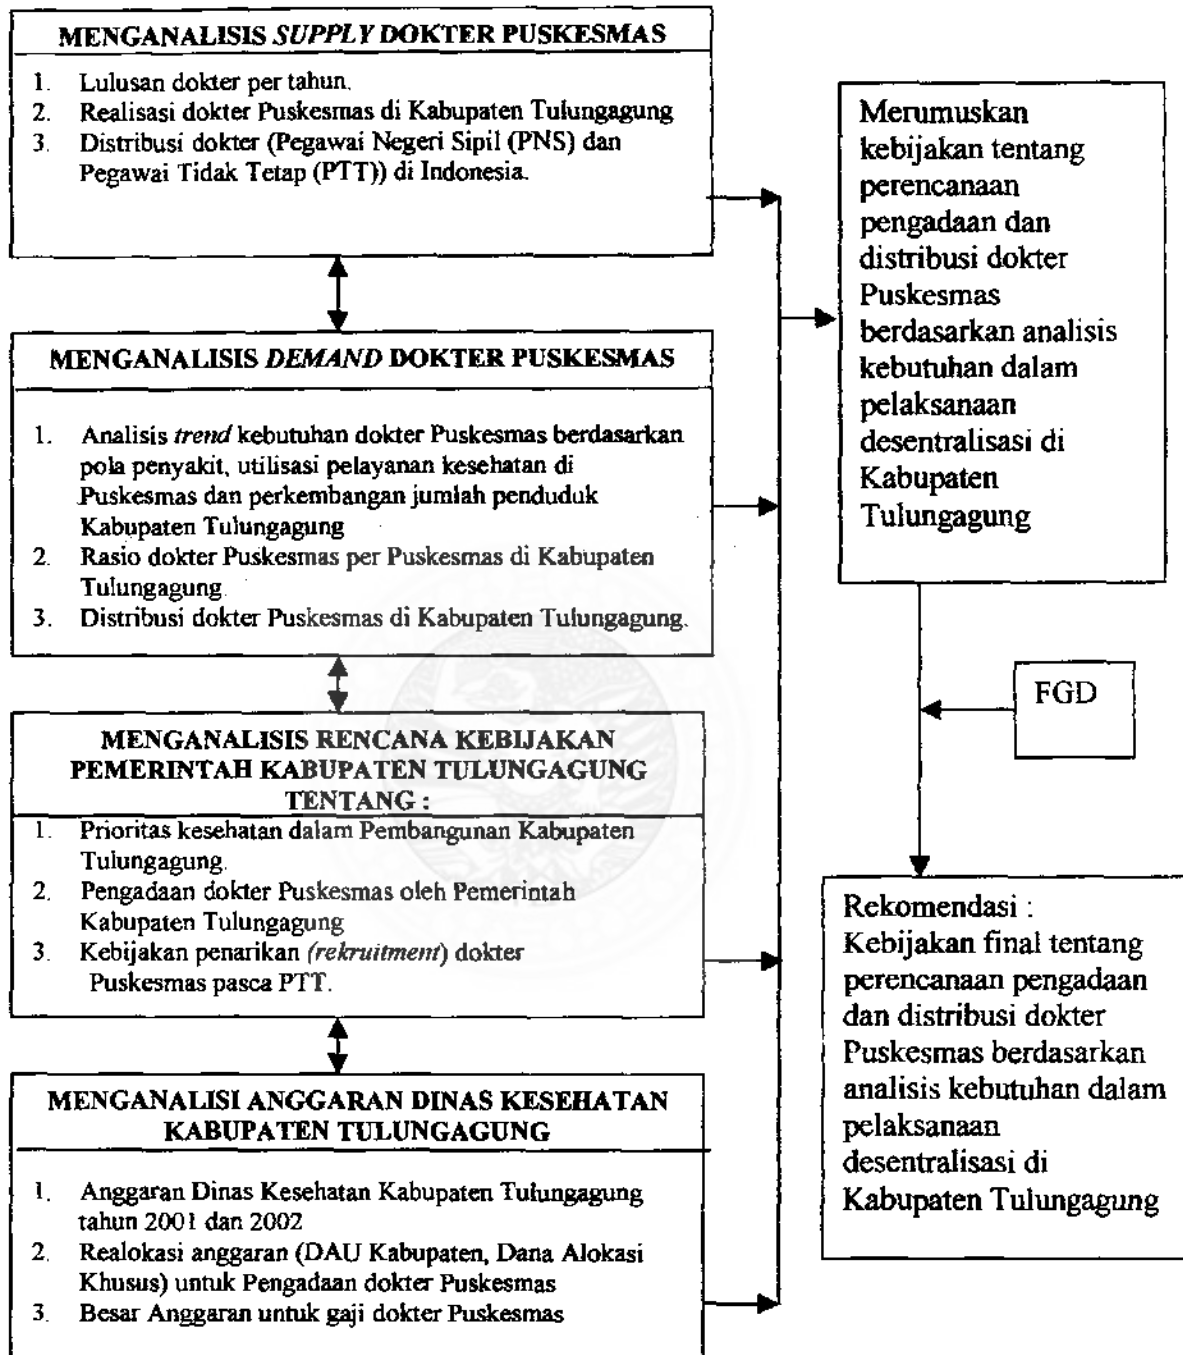 MENGANALISIS SUPPLY DOKTER PUSKESMAS
1. Lulusan dokter per tahun.
2. Realisasi dokter Puskesmas di Kabupaten Tulungagung
3. Distribusi dokter (Pegawai Negeri Sipil (PNS) dan
Pegawai Tidak Tetap (PTT)) di Indonesia.
MENGANALISIS DEMAND DOKTER PUSKESMAS
1. Analisis trend kebutuhan dokter Puskesmas berdasarkan
pola penyakit, utilisasi pelayanan kesehatan di
Puskesmas dan perkembangan jumlah penduduk
Kabupaten Tulungagung
2. Rasio dokter Puskesmas per Puskesmas di Kabupaten
Tulungagung.
3. Distribusi dokter Puskesmas di Kabupaten Tulungagung.
MENGANALISIS RENCANA KEBIJAKAN
PEMERINTAH KABUPATEN TULUNGAGUNG
TENTANG :
1. Prioritas kesehatan dalam Pembangunan Kabupaten
Tulungagung.
2. Pengadaan dokter Puskesmas oleh Pemerintah
Kabupaten Tulungagung
3. Kebijakan penarikan (rekruitment) dokter
Puskesmas pasca PTT.
MENGANALISI ANGGARAN DINAS KESEHATAN
KABUPATEN TULUNGAGUNG
1. Anggaran Dinas Kesehatan Kabupaten Tulungagung
tahun 2001 dan 2002
2. Realokasi anggaran (DAU Kabupaten, Dana Alokasi
Khusus) untuk Pengadaan dokter Puskesmas
3. Besar Anggaran untuk gaji dokter Puskesmas
Merumuskan
kebijakan tentang
perencanaan
pengadaan dan
distribusi dokter
Puskesmas
berdasarkan analisis
kebutuhan dalam
pelaksanaan
desentralisasi di
Kabupaten
Tulungagung
FGD
Rekomendasi :
Kebijakan final tentang
perencanaan pengadaan
dan distribusi dokter
Puskesmas berdasarkan
analisis kebutuhan dalam
pelaksanaan
desentralisasi di
Kabupaten Tulungagung